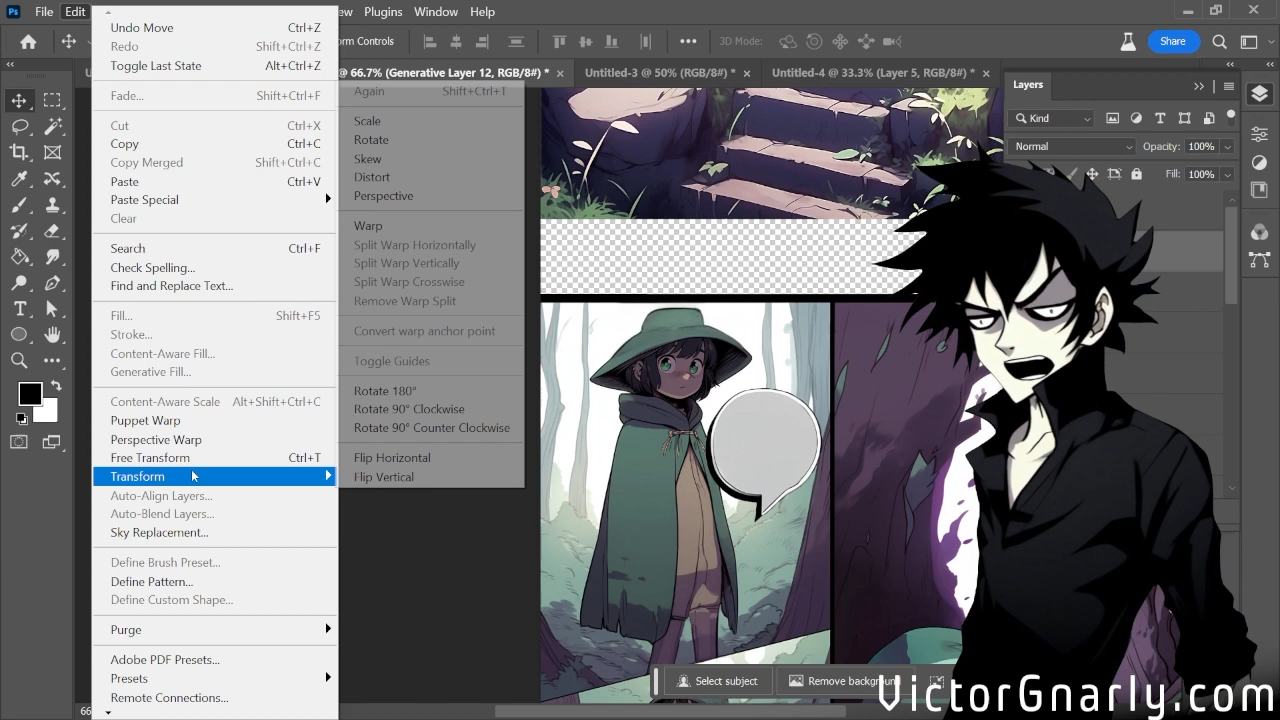 Ps File Edit ew Plugins Window Help
rm Controls 3D Mode: Share
@ 66.7% (Generative Layer 12, RGB/8#) * × Untitled-3 @ 50% (RGB/8#) * × Untitled-4 @ 33.3% (Layer 5, RGB/8#) * ×
Undo Move Ctrl+Z
Redo Shift+Ctrl+Z
Toggle Last State Alt+Ctrl+Z
Fade... Shift+Ctrl+F
Cut Ctrl+X
Copy Ctrl+C
Copy Merged Shift+Ctrl+C
Paste Ctrl+V
Paste Special
Clear
Search Ctrl+F
Check Spelling...
Find and Replace Text...
Fill... Shift+F5
Stroke...
Content-Aware Fill...
Generative Fill...
Content-Aware Scale Alt+Shift+Ctrl+C
Puppet Warp
Perspective Warp
Free Transform Ctrl+T
Transform
Auto-Align Layers...
Auto-Blend Layers...
Sky Replacement...
Define Brush Preset...
Define Pattern...
Define Custom Shape...
Purge
Adobe PDF Presets...
Presets
Remote Connections...
Again Shift+Ctrl+T
Scale
Rotate
Skew
Distort
Perspective
Warp
Split Warp Horizontally
Split Warp Vertically
Split Warp Crosswise
Remove Warp Split
Convert warp anchor point
Toggle Guides
Rotate 180°
Rotate 90° Clockwise
Rotate 90° Counter Clockwise
Flip Horizontal
Flip Vertical
Layers
Kind
Normal Opacity: 100%
Fill: 100%
Select subject Remove backgroun
66
VictorGnarly.com